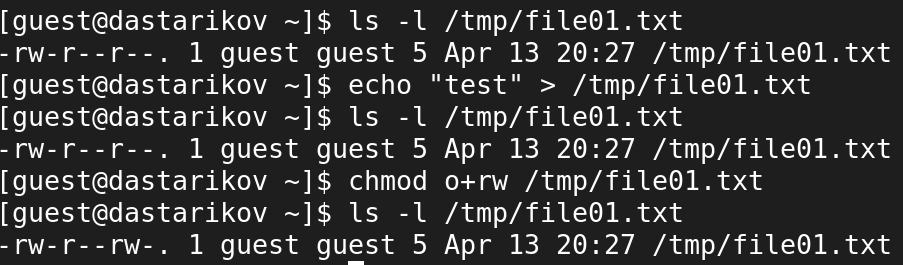 [guest@dastarikov ~]$ ls -l /tmp/file01.txt
-rw-r--r--. 1 guest guest 5 Apr 13 20:27 /tmp/file01.txt
[guest@dastarikov ~]$ echo "test" > /tmp/file01.txt
[guest@dastarikov ~]$ ls -l /tmp/file01.txt
-rw-r--r--. 1 guest guest 5 Apr 13 20:27 /tmp/file01.txt
[guest@dastarikov ~]$ chmod o+rw /tmp/file01.txt
[guest@dastarikov ~]$ ls -l /tmp/file01.txt
-rw-r--rw-. 1 guest guest 5 Apr 13 20:27 /tmp/file01.txt